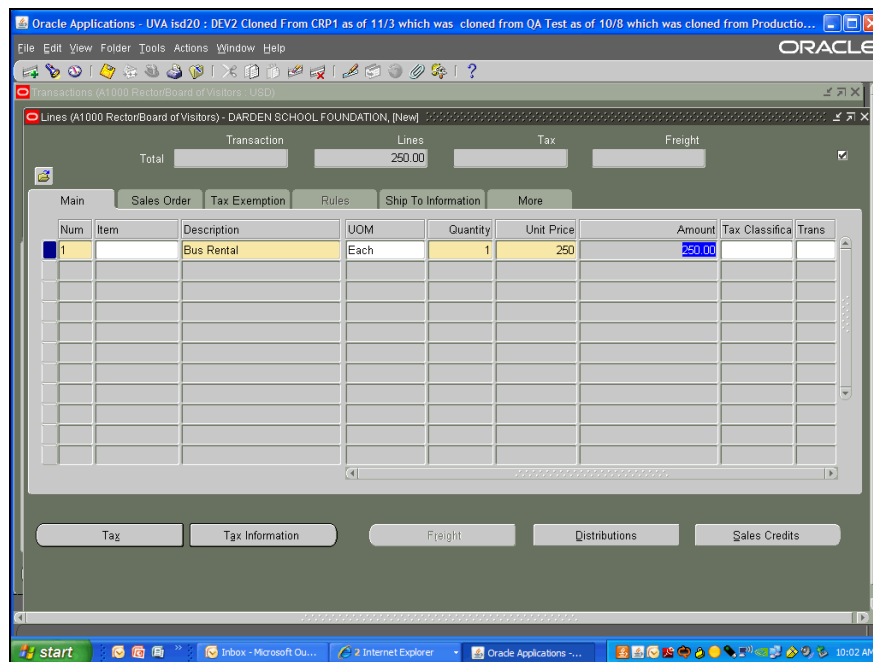 Oracle Applications - UVA isd20 : DEV2 Cloned From CRP1 as of 11/3 which was cloned from QA Test as of 10/8 which was cloned from Productio...
File Edit View Folder Tools Actions Window Help
ORACLE
Transactions (A1000 Rector/Board of Visitors : USD)
Lines (A1000 Rector/Board of Visitors) - DARDEN SCHOOL FOUNDATION, [New]
Transaction Lines Tax Freight
Total 250.00
Main Sales Order Tax Exemption Rules Ship To Information More
Num Item Description UOM Quantity Unit Price Amount Tax Classifica Trans
1 Bus Rental Each 1 250 250.00
Tax Tax Information Freight Distributions Sales Credits
start Inbox - Microsoft Ou... 2 Internet Explorer Oracle Applications -... 10:02 AM